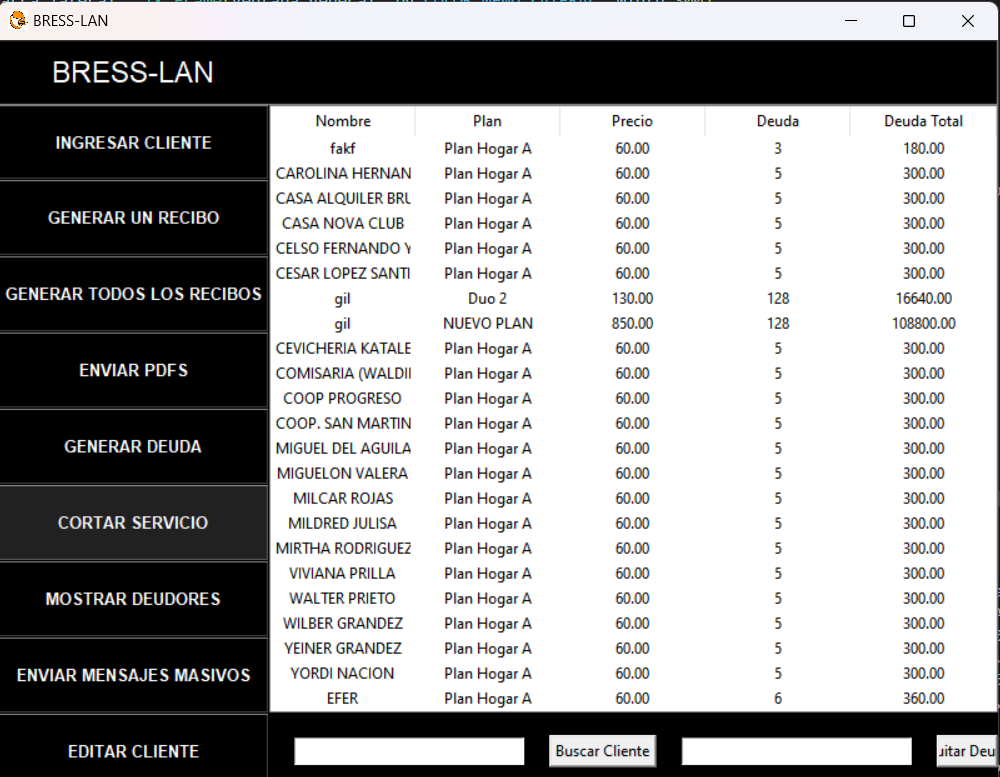 BRESS-LAN
BRESS-LAN
INGRESAR CLIENTE
GENERAR UN RECIBO
GENERAR TODOS LOS RECIBOS
ENVIAR PDFS
GENERAR DEUDA
CORTAR SERVICIO
MOSTRAR DEUDORES
ENVIAR MENSAJES MASIVOS
EDITAR CLIENTE
Nombre Plan Precio Deuda Deuda Total
fakf Plan Hogar A 60.00 3 180.00
CAROLINA HERNAN Plan Hogar A 60.00 5 300.00
CASA ALQUILER BRU Plan Hogar A 60.00 5 300.00
CASA NOVA CLUB Plan Hogar A 60.00 5 300.00
CELSO FERNANDO Y Plan Hogar A 60.00 5 300.00
CESAR LOPEZ SANTI Plan Hogar A 60.00 5 300.00
gil Duo 2 130.00 128 16640.00
gil NUEVO PLAN 850.00 128 108800.00
CEVICHERIA KATALE Plan Hogar A 60.00 5 300.00
COMISARIA (WALDII Plan Hogar A 60.00 5 300.00
COOP PROGRESO Plan Hogar A 60.00 5 300.00
COOP. SAN MARTIN Plan Hogar A 60.00 5 300.00
MIGUEL DEL AGUILA Plan Hogar A 60.00 5 300.00
MIGUELON VALERA Plan Hogar A 60.00 5 300.00
MILCAR ROJAS Plan Hogar A 60.00 5 300.00
MILDRED JULISA Plan Hogar A 60.00 5 300.00
MIRTHA RODRIGUEZ Plan Hogar A 60.00 5 300.00
VIVIANA PRILLA Plan Hogar A 60.00 5 300.00
WALTER PRIETO Plan Hogar A 60.00 5 300.00
WILBER GRANDEZ Plan Hogar A 60.00 5 300.00
YEINER GRANDEZ Plan Hogar A 60.00 5 300.00
YORDI NACION Plan Hogar A 60.00 5 300.00
EFER Plan Hogar A 60.00 6 360.00
Buscar Cliente uitar Deu